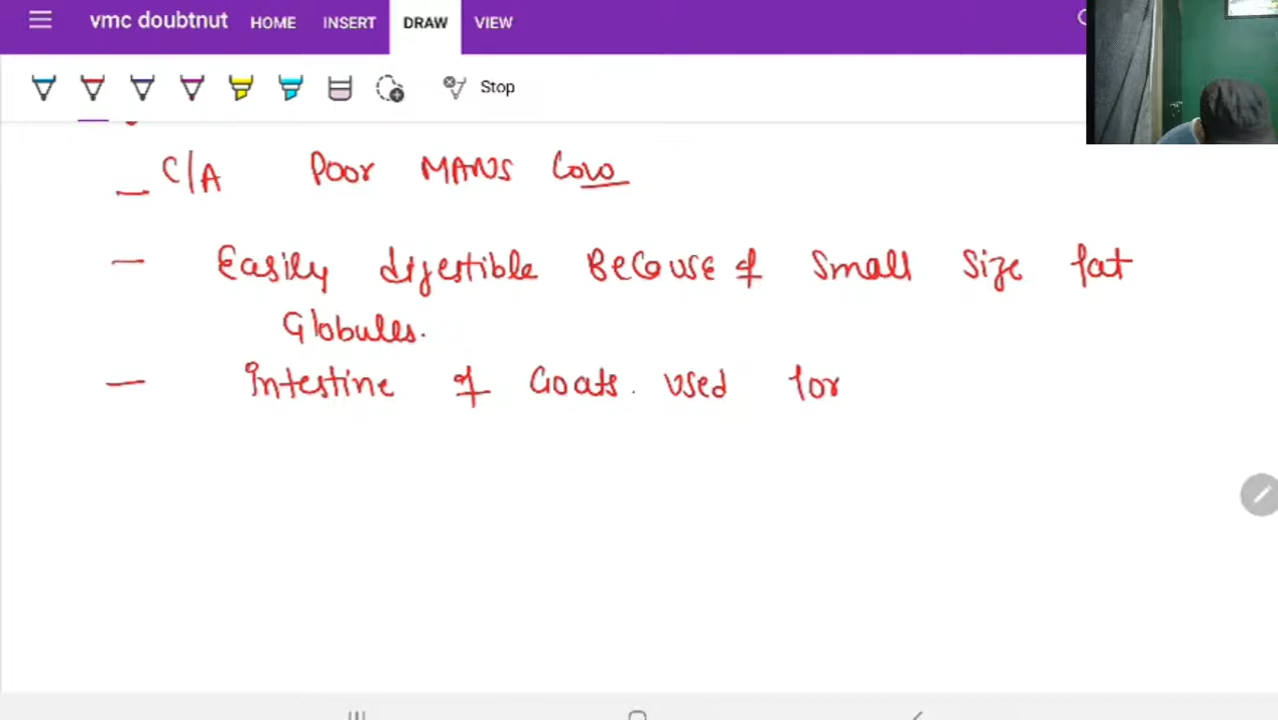 vmc doubtnut HOME INSERT DRAW VIEW
Stop
C/A Poor MANS Cow
Easily digestible Because of Small Size fat
Globules.
Intestine of Goats. used for